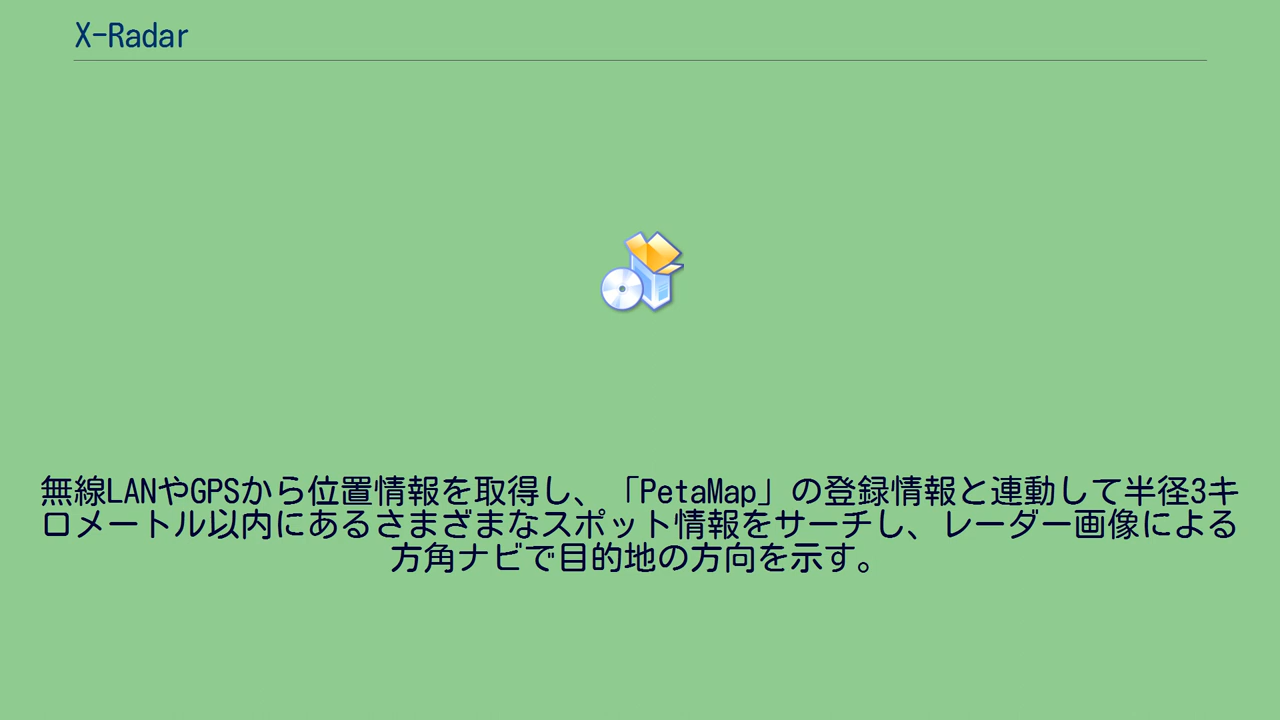 X-Radar
無線LANやGPSから位置情報を取得し、「PetaMap」の登録情報と連動して半径3キ
ロメートル以内にあるさまざまなスポット情報をサーチし、レーダー画像による
方角ナビで目的地の方向を示す。